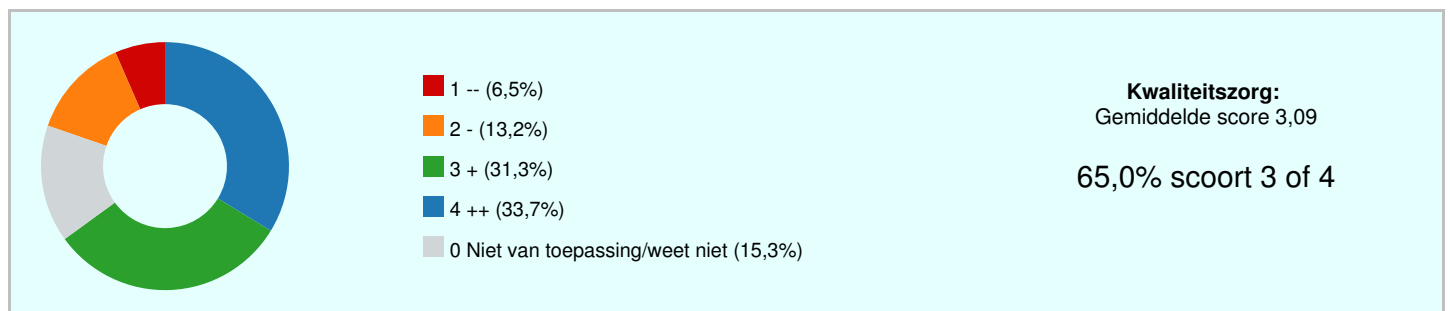 1 -- (6,5%)
2 - (13,2%)
3 + (31,3%)
4 ++ (33,7%)
0 Niet van toepassing/weet niet (15,3%)
Kwaliteitszorg:
Gemiddelde score 3,09
65,0% scoort 3 of 4